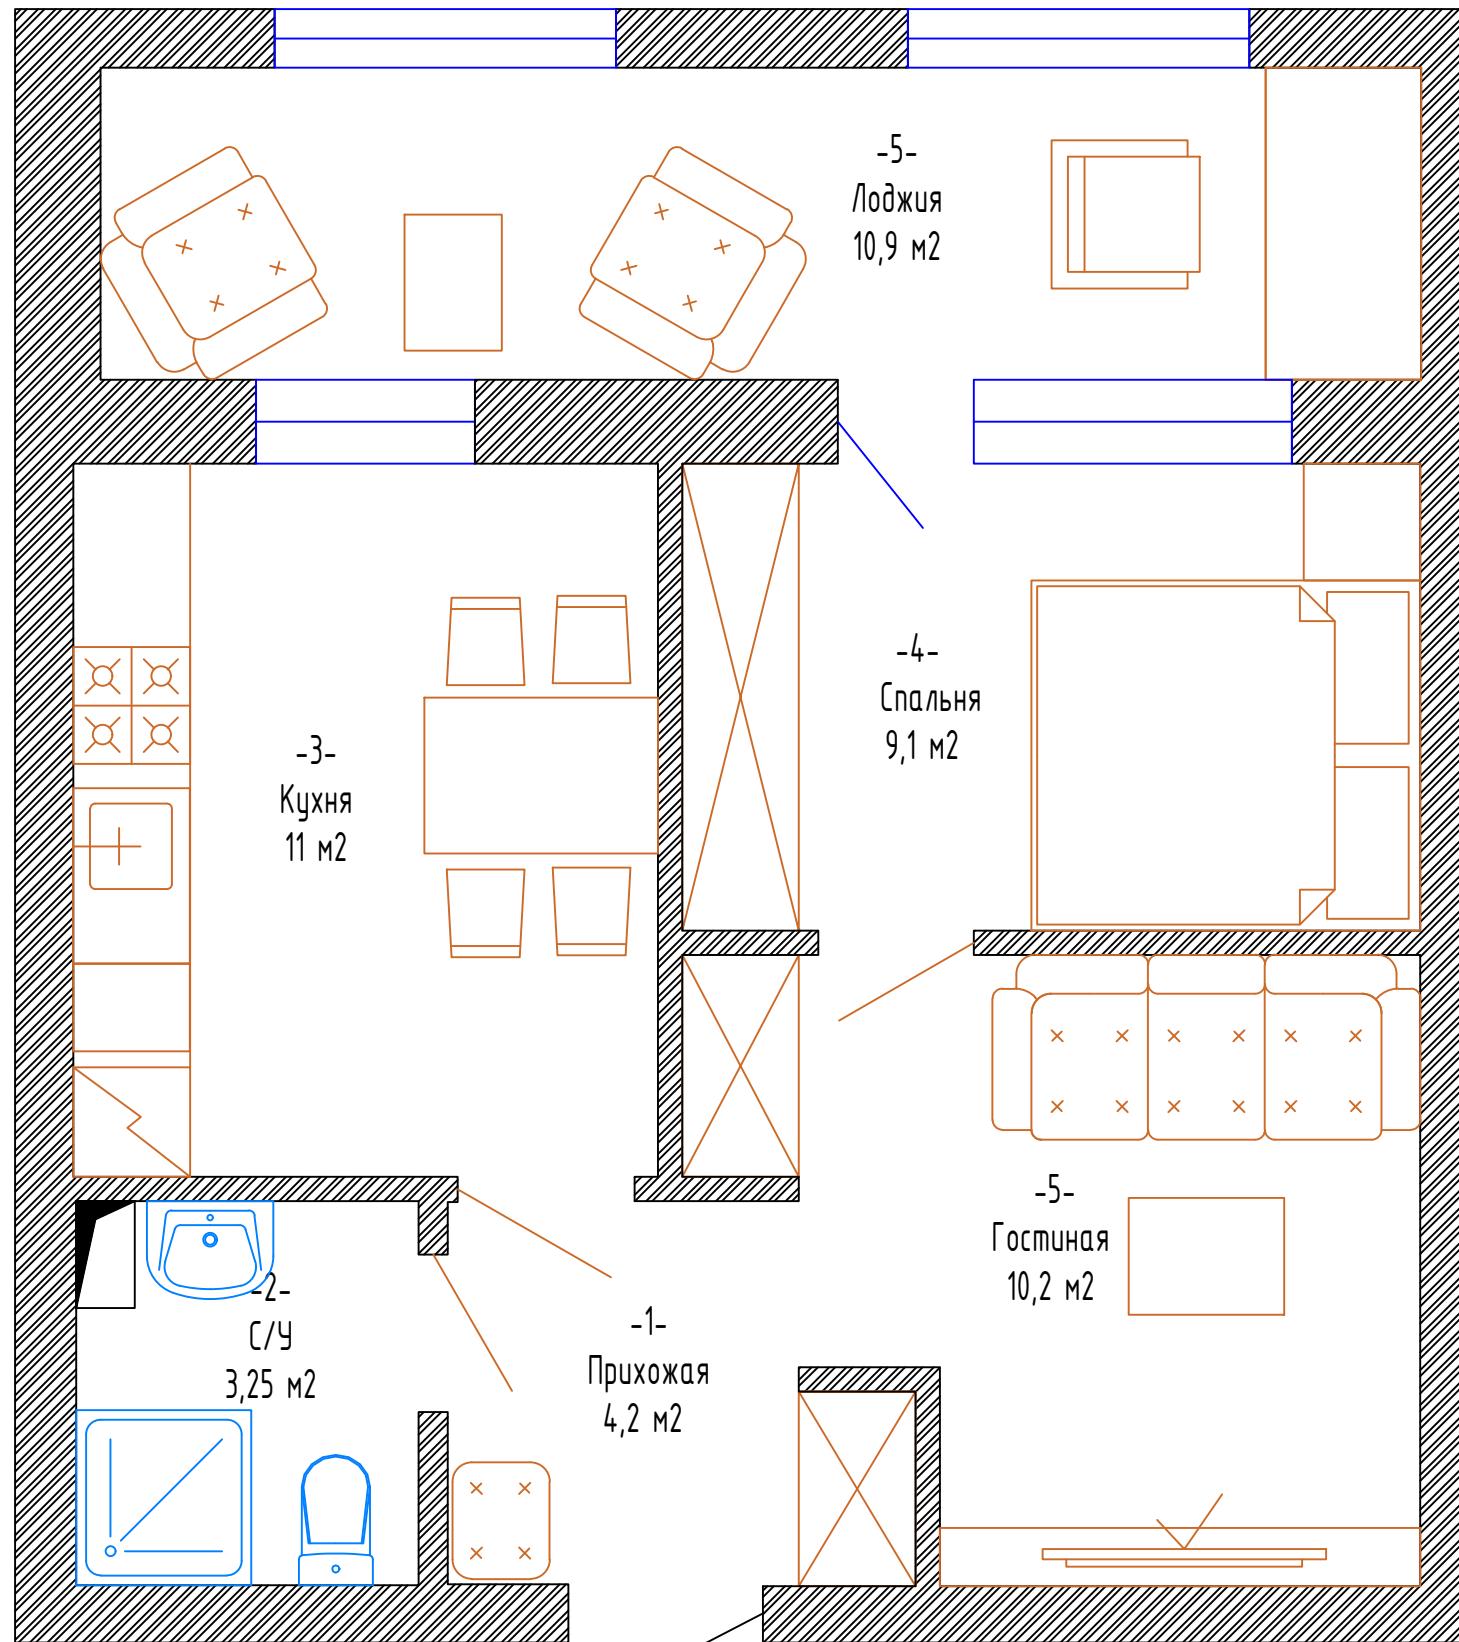 -5-
Лоджия
10,9 м2
-4-
Спальня
9,1 м2
-3-
Кухня
11 м2
-5-
Гостиная
10,2 м2
-2-
С/У
3,25 м2
-1-
Прихожая
4,2 м2